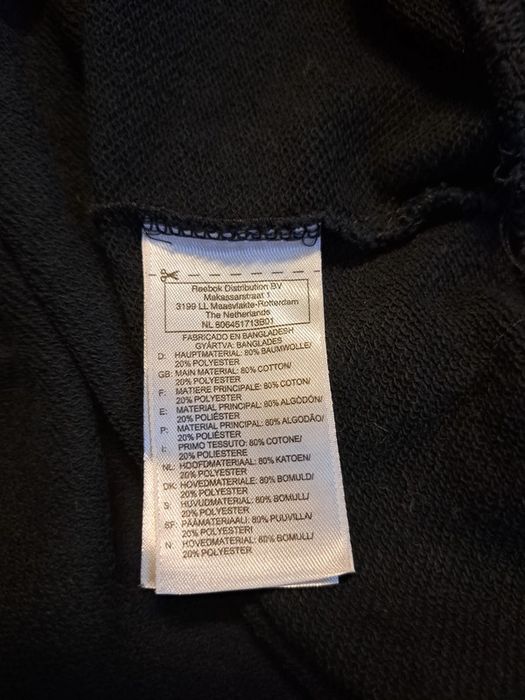 Reebok Distribution BV
Makassarstraat 1
3199 LL Maasvlakte-Rotterdam
The Netherlands
NL 806451713B01
FABRICADO EN BANGLADESH
GYÁRTVA: BANGLADES
D: HAUPTMATERIAL: 80% BAUMWOLLE/
20% POLYESTER
GB: MAIN MATERIAL: 80% COTTON/
20% POLYESTER
F: MATIERE PRINCIPALE: 80% COTON/
20% POLYESTER
E: MATERIAL PRINCIPAL: 80% ALGODÓN/
20% POLIÉSTER
P: MATERIAL PRINCIPAL: 80% ALGODÃO/
20% POLIÉSTER
I: PRIMO TESSUTO: 80% COTONE/
20% POLIESTERE
NL: HOOFDMATERIAAL: 80% KATOEN/
20% POLYESTER
DK: HOVEDMATERIALE: 80% BOMULD/
20% POLYESTER
S: HUVUDMATERIAL: 80% BOMULL/
20% POLYESTER
SF: PÄÄMATERIAALI: 80% PUUVILLA/
20% POLYESTERI
N: HOVEDMATERIAL: 80% BOMULL/
20% POLYESTER